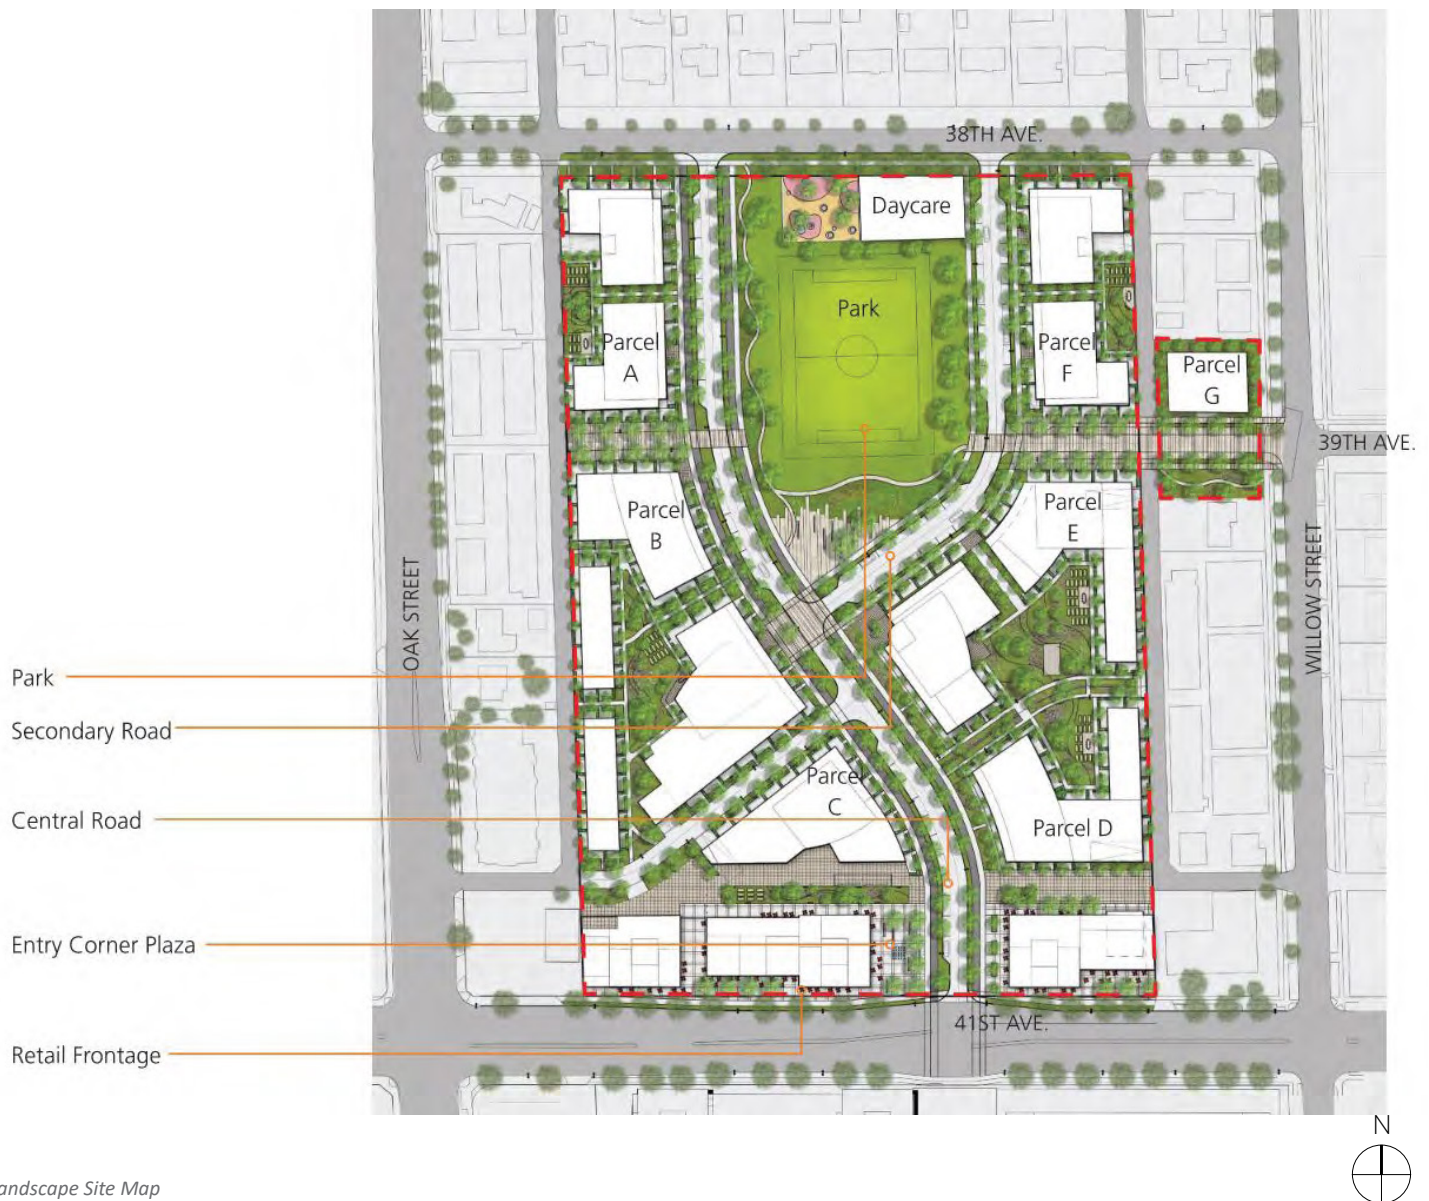 38TH AVE.
Daycare
Park
Parcel
A
Parcel
F
Parcel
G
39TH AVE.
Parcel
B
Parcel
E
OAK STREET
WILLOW STREET
Park
Secondary Road
Parcel
C
Central Road
Parcel D
Entry Corner Plaza
41ST AVE.
Retail Frontage
N
andscape Site Map